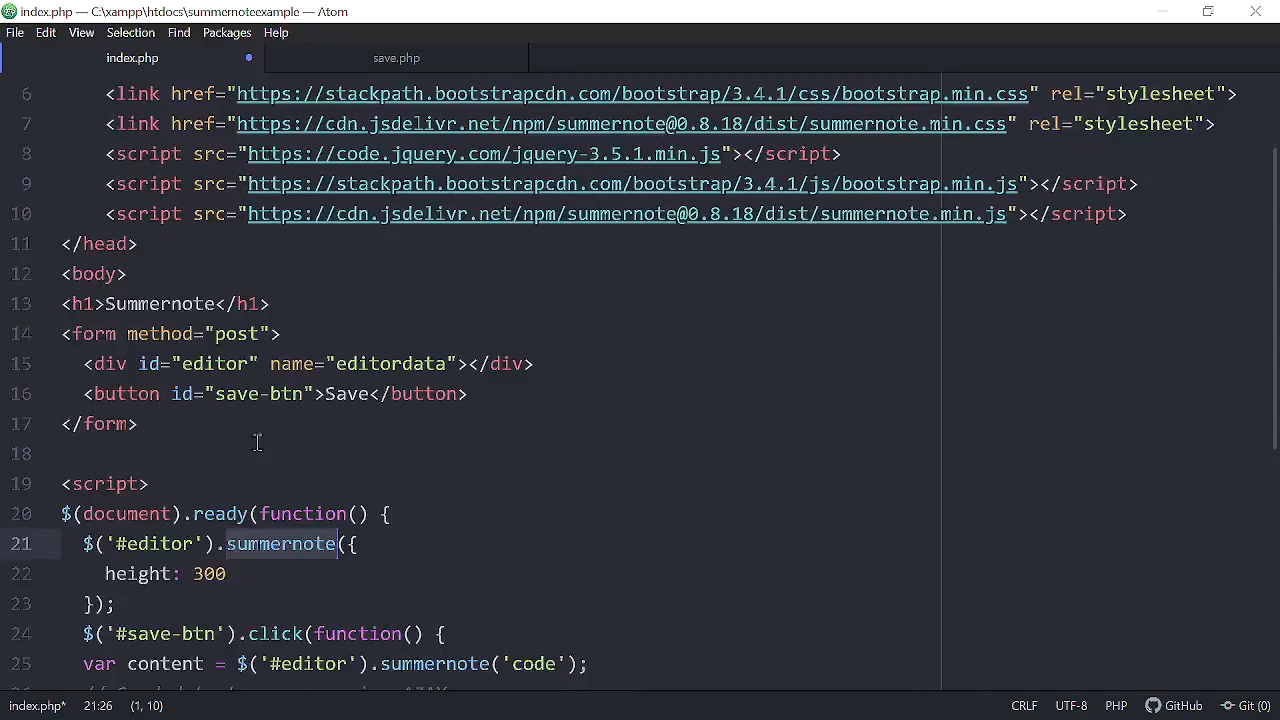 index.php — C:\xampp\htdocs\summernoteexample — Atom
File Edit View Selection Find Packages Help
index.php save.php
6 <link href="https://stackpath.bootstrapcdn.com/bootstrap/3.4.1/css/bootstrap.min.css" rel="stylesheet">
7 <link href="https://cdn.jsdelivr.net/npm/summernote@0.8.18/dist/summernote.min.css" rel="stylesheet">
8 <script src="https://code.jquery.com/jquery-3.5.1.min.js"></script>
9 <script src="https://stackpath.bootstrapcdn.com/bootstrap/3.4.1/js/bootstrap.min.js"></script>
10 <script src="https://cdn.jsdelivr.net/npm/summernote@0.8.18/dist/summernote.min.js"></script>
11 </head>
12 <body>
13 <h1>Summernote</h1>
14 <form method="post">
15 <div id="editor" name="editordata"></div>
16 <button id="save-btn">Save</button>
17 </form>
18
19 <script>
20 $(document).ready(function() {
21 $('#editor').summernote({
22 height: 300
23 });
24 $('#save-btn').click(function() {
25 var content = $('#editor').summernote('code');
index.php* 21:26 (1, 10) CRLF UTF-8 PHP GitHub Git (0)